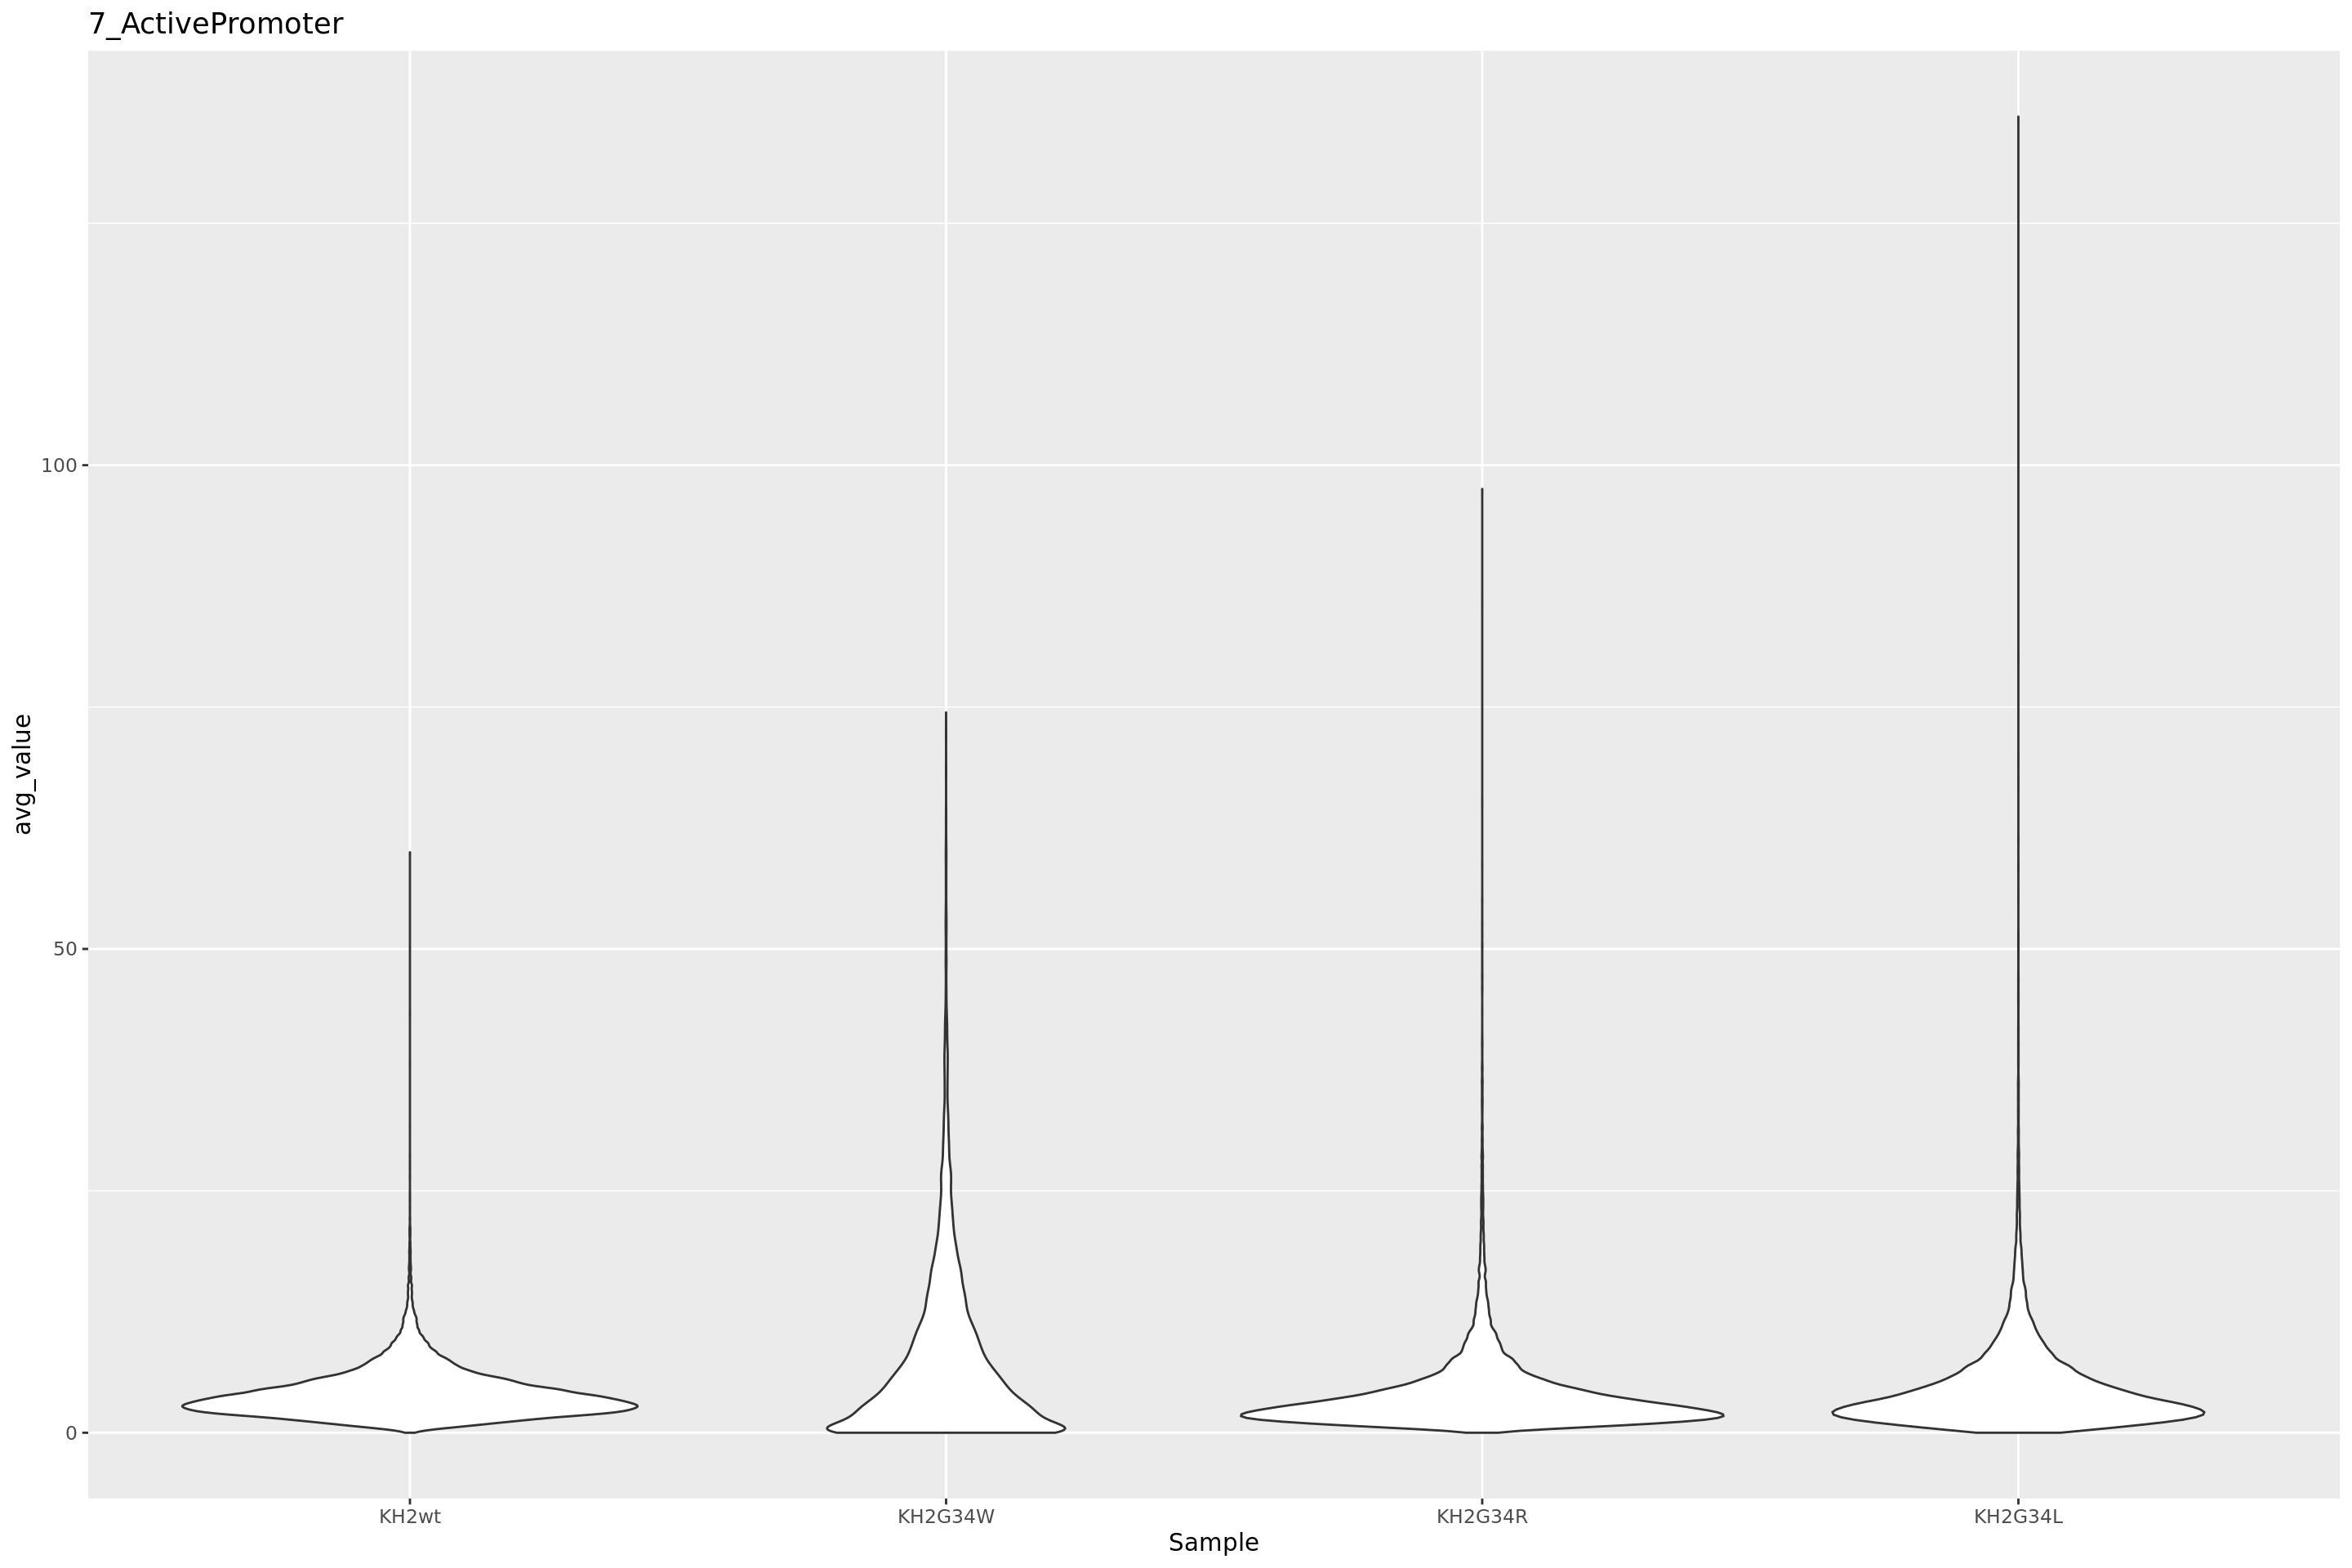 7_ActivePromoter
avg_value
100
50
0
KH2wt
KH2G34W
KH2G34R
KH2G34L
Sample